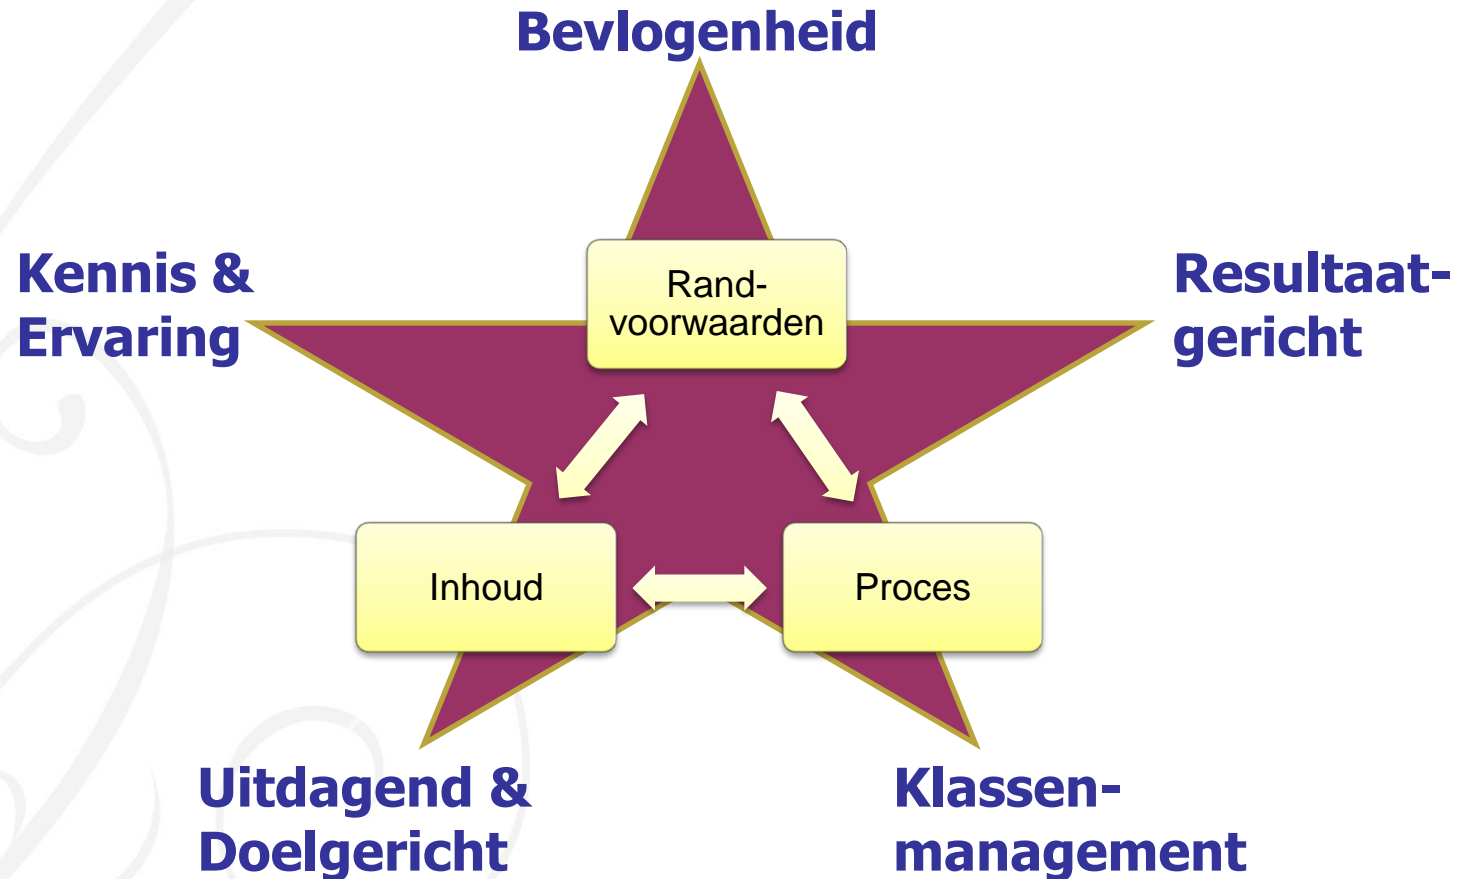 Bevlogenheid
Kennis &
Ervaring
Resultaat-
gericht
Rand-
voorwaarden
Inhoud
Proces
Uitdagend &
Doelgericht
Klassen-
management